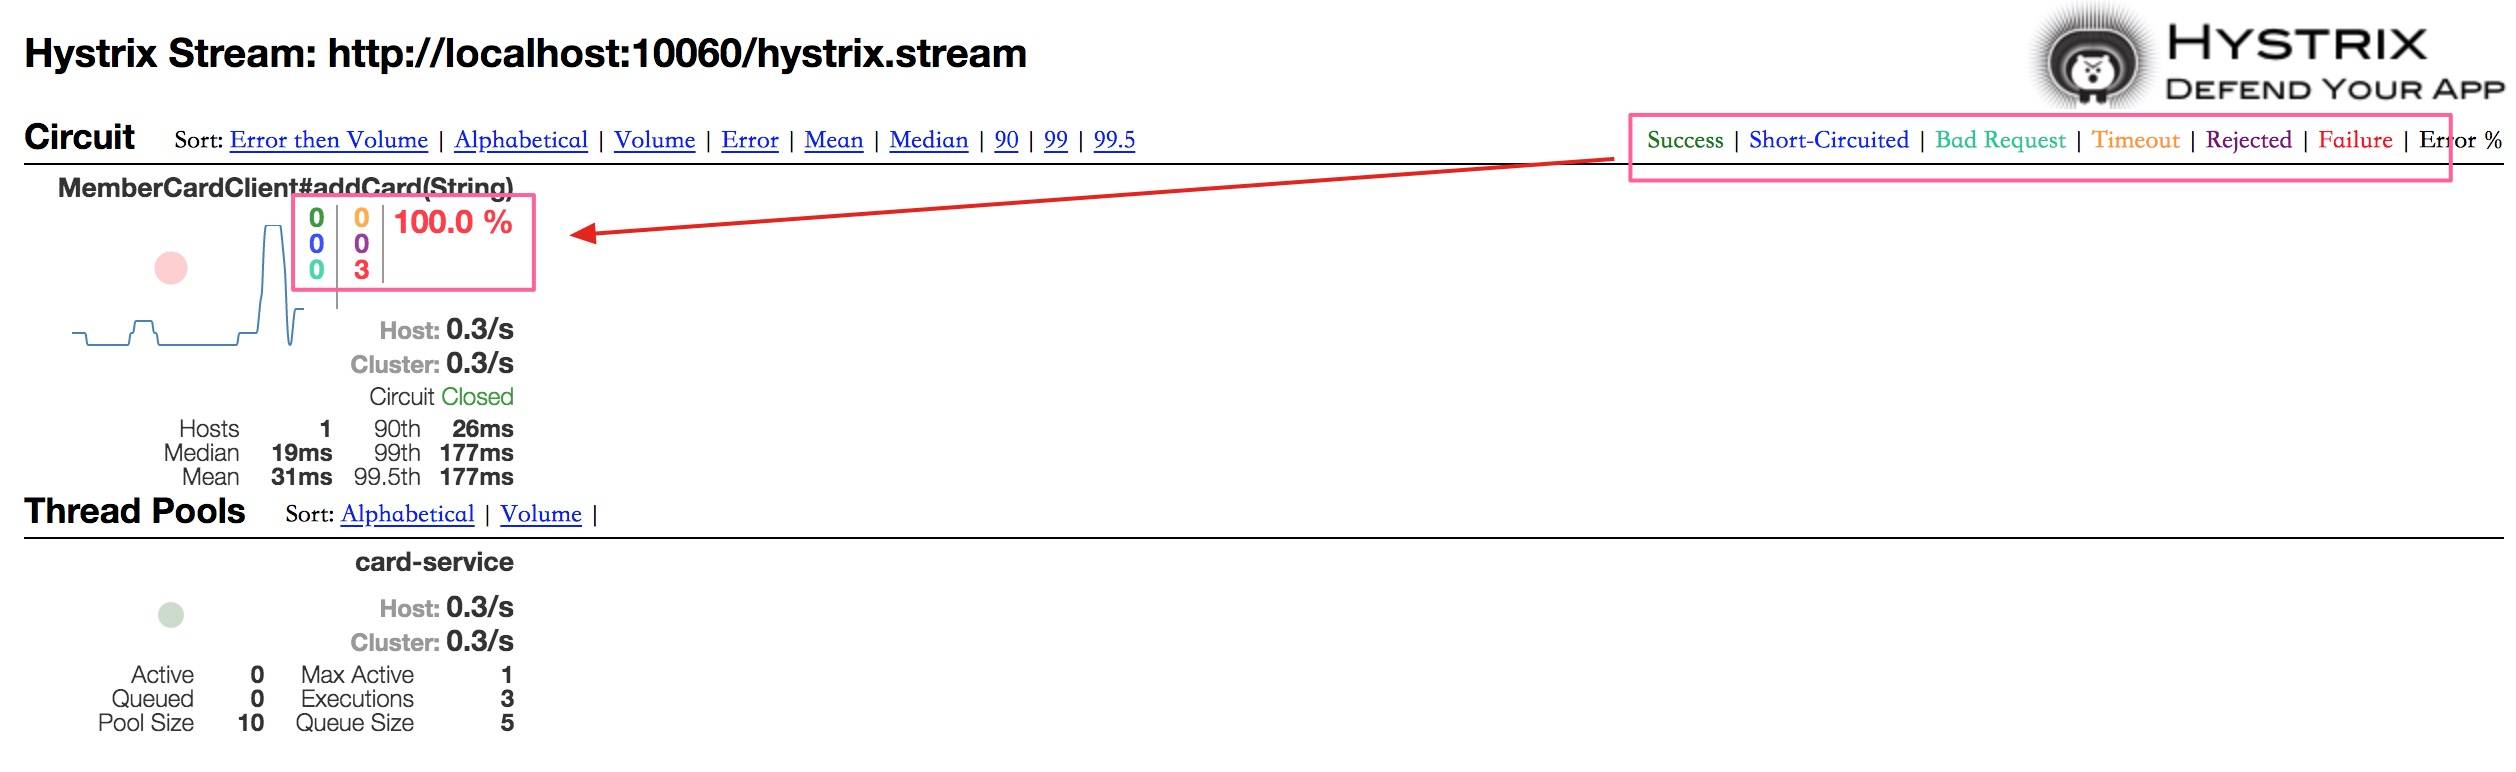 Hystrix Stream: http://localhost:10060/hystrix.stream
HYSTRIX
DEFEND YOUR APP
Circuit Sort: Error then Volume | Alphabetical | Volume | Error | Mean | Median | 90 | 99 | 99.5
Success | Short-Circuited | Bad Request | Timeout | Rejected | Failure | Error %
MemberCardClient#addCard(String)
0 0 100.0 %
0 0
0 3
Host: 0.3/s
Cluster: 0.3/s
Circuit Closed
Hosts 1 90th 26ms
Median 19ms 99th 177ms
Mean 31ms 99.5th 177ms
Thread Pools Sort: Alphabetical | Volume |
card-service
Host: 0.3/s
Cluster: 0.3/s
Active 0 Max Active 1
Queued 0 Executions 3
Pool Size 10 Queue Size 5